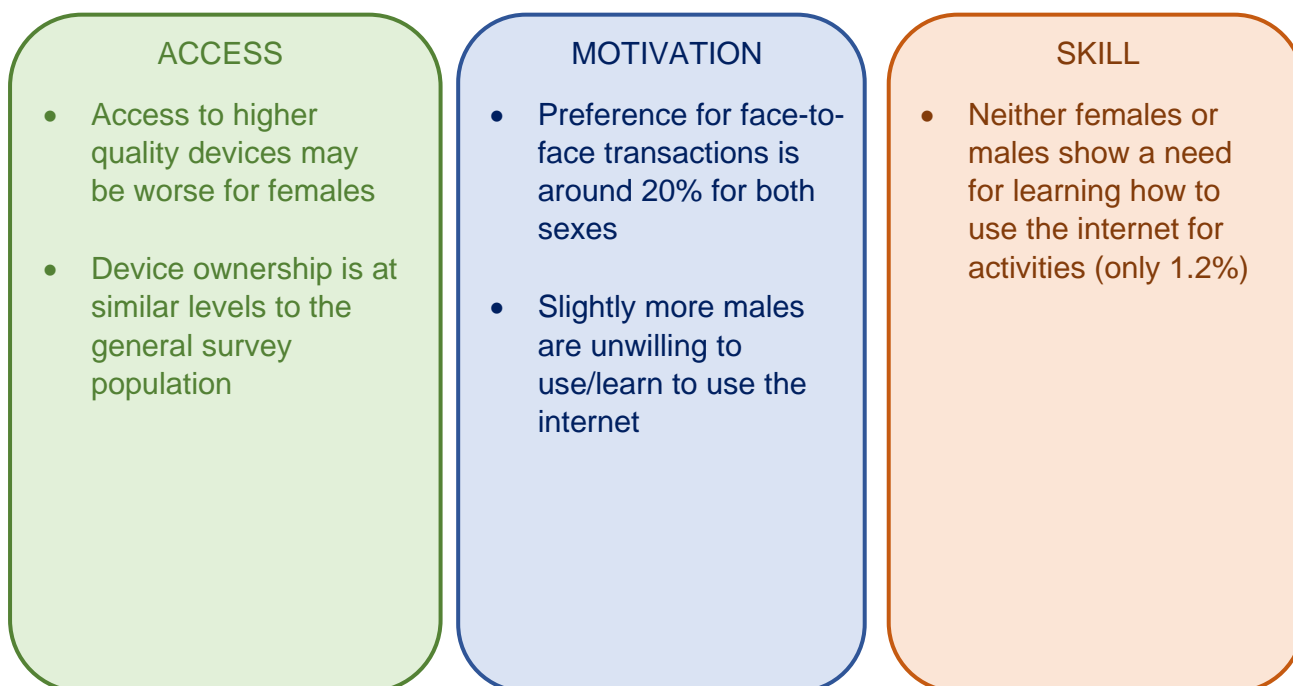 ACCESS
• Access to higher
quality devices may
be worse for females
• Device ownership is at
similar levels to the
general survey
population
MOTIVATION
• Preference for face-to-
face transactions is
around 20% for both
sexes
• Slightly more males
are unwilling to
use/learn to use the
internet
SKILL
• Neither females or
males show a need
for learning how to
use the internet for
activities (only 1.2%)